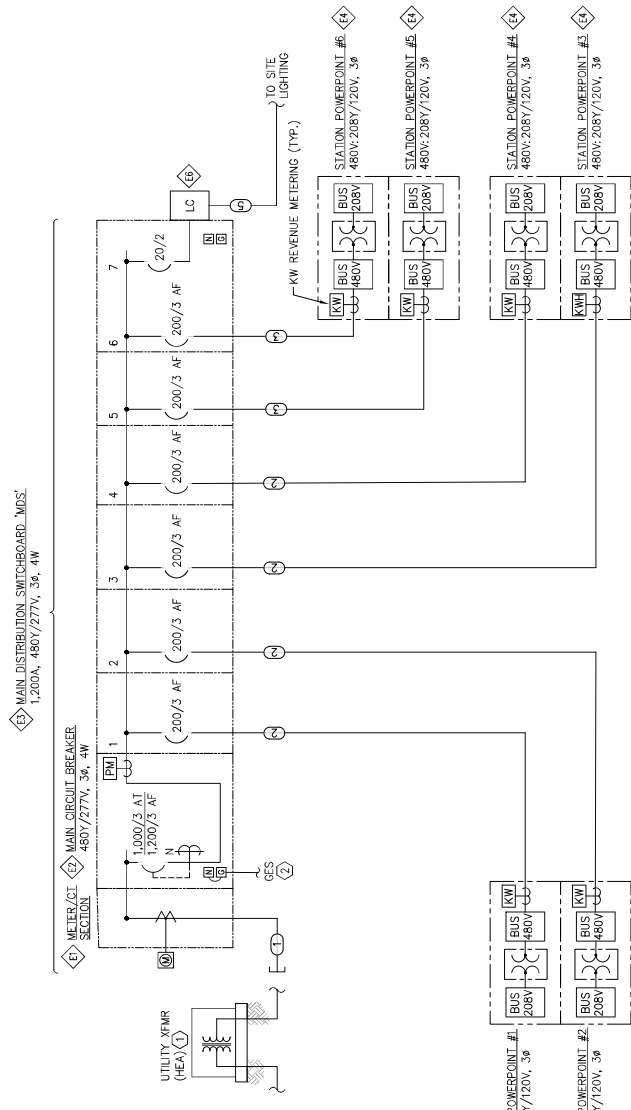 E3 MAIN DISTRIBUTION SWITCHBOARD 'MDS'
1,200A, 480Y/277V, 3ø, 4W
E1 METER/CT
SECTION
E2 MAIN CIRCUIT BREAKER
480Y/277V, 3ø, 4W
UTILITY XFMR
(HEA) 1
1
M
1,000/3 AT
1,200/3 AF
N
N
G
GES 2
PM
1
200/3 AF
2
2
200/3 AF
2
3
200/3 AF
2
4
200/3 AF
2
5
200/3 AF
3
6
200/3 AF
3
7
20/2
N
G
LC
E6
5
TO SITE
LIGHTING
KW REVENUE METERING (TYP.)
KW
BUS
480V
BUS
208V
STATION POWERPOINT #6
480V: 208Y/120V, 3ø
E4
KW
BUS
480V
BUS
208V
STATION POWERPOINT #5
480V: 208Y/120V, 3ø
E4
KW
BUS
480V
BUS
208V
STATION POWERPOINT #4
480V: 208Y/120V, 3ø
E4
KWH
BUS
480V
BUS
208V
STATION POWERPOINT #3
480V: 208Y/120V, 3ø
E4
OWERPOINT #1
Y/120V, 3ø
BUS
208V
BUS
480V
KW
OWERPOINT #2
Y/120V, 3ø
BUS
208V
BUS
480V
KW